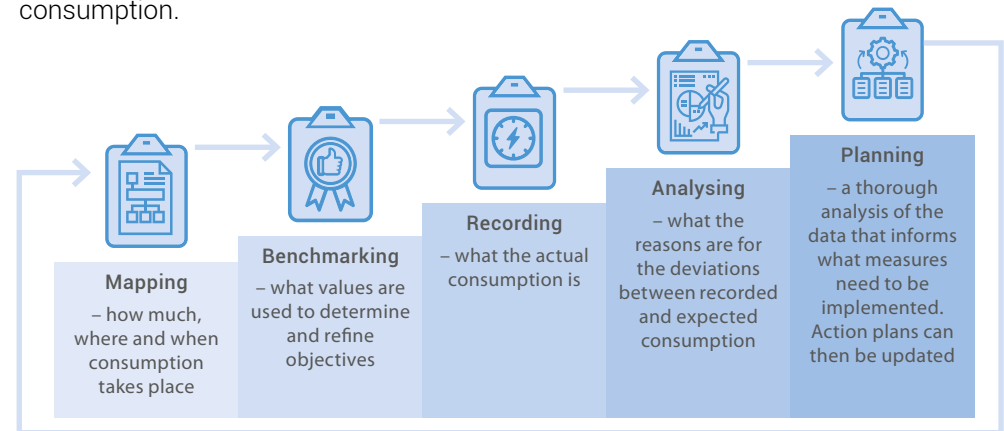 consumption.
Mapping
– how much,
where and when
consumption
takes place
Benchmarking
– what values are
used to determine
and refine
objectives
Recording
– what the actual
consumption is
Analysing
– what the
reasons are for
the deviations
between recorded
and expected
consumption
Planning
– a thorough
analysis of the
data that informs
what measures
need to be
implemented.
Action plans can
then be updated